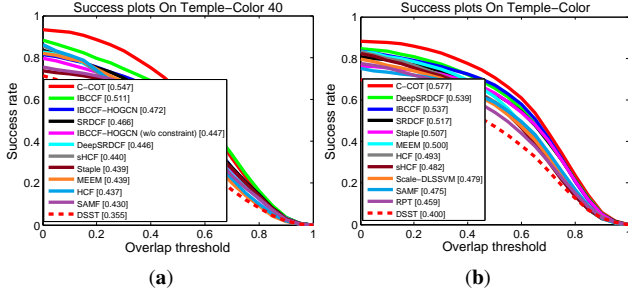 Success plots On Temple-Color 40
Success rate
1
0.8
0.6
0.4
0.2
0
C-COT [0.547]
IBCCF [0.511]
IBCCF-HOGCN [0.472]
SRDCF [0.466]
IBCCF-HOGCN (w/o constraint) [0.447]
DeepSRDCF [0.446]
sHCF [0.440]
Staple [0.439]
MEEM [0.439]
HCF [0.437]
SAMF [0.430]
DSST [0.355]
0 0.2 0.4 0.6 0.8 1
Overlap threshold
(a)
Success plots On Temple-Color
Success rate
1
0.8
0.6
0.4
0.2
0
C-COT [0.577]
DeepSRDCF [0.539]
IBCCF [0.537]
SRDCF [0.517]
Staple [0.507]
MEEM [0.500]
HCF [0.493]
sHCF [0.482]
Scale-DLSSVM [0.479]
SAMF [0.475]
RPT [0.459]
DSST [0.400]
0 0.2 0.4 0.6 0.8 1
Overlap threshold
(b)